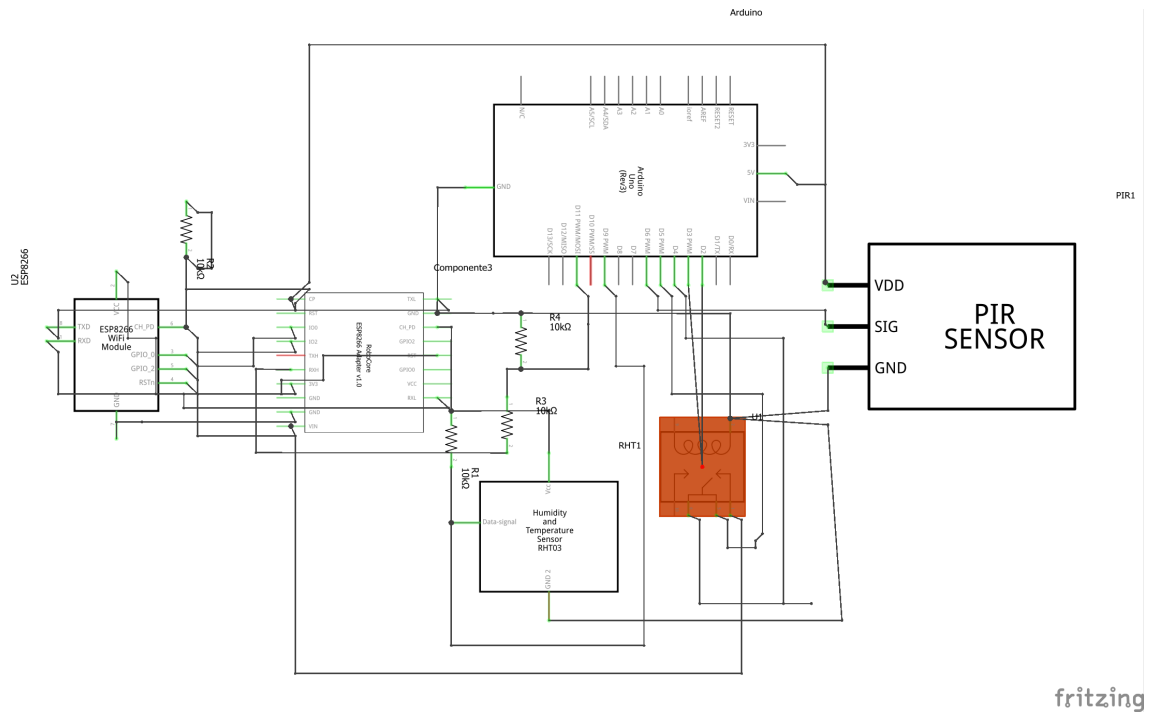 Arduino
N/C
A5/SCL
A4/SDA
A3
A2
A1
A0
ioref
AREF
RESET2
RESET
3V3
5V
VIN
GND
Arduino
Uno
(Rev3)
D13/SCK
D12/MISO
D11 PWM/MOSI
D10 PWM/SS
D9 PWM
D8
D7
D6 PWM
D5 PWM
D4
D3 PWM
D2
D1/TX
D0/RX
PIR1
VDD
SIG
GND
PIR
SENSOR
U2
ESP8266
R2
10kΩ
VCC
TXD
RXD
ESP8266
WiFi
Module
CH_PD
GPIO_0
GPIO_2
RSTn
GND
6
3
5
4
Componente3
CP
RST
IO0
IO2
TXH
RXH
3V3
GND
GND
VIN
RoboCore
ESP8266 Adapter v1.0
TXL
GND
CH_PD
GPIO2
RST
GPIO0
VCC
RXL
R4
10kΩ
R3
10kΩ
R1
10kΩ
RHT1
U1
Vcc
Data-signal
Humidity
and
Temperature
Sensor
RHT03
GND 2
fritzing